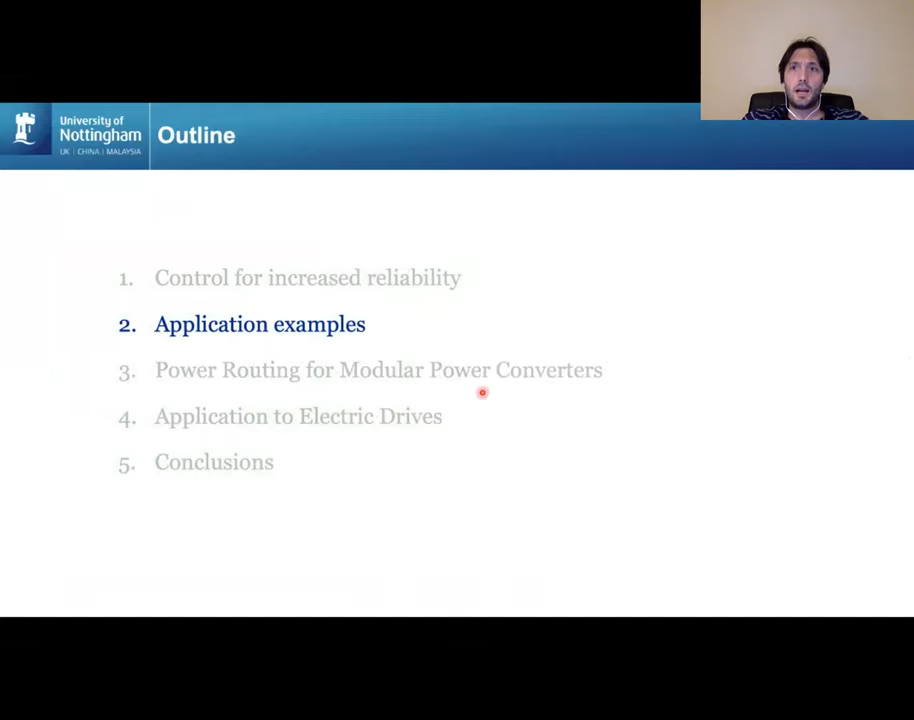 University of
Nottingham
UK | CHINA | MALAYSIA
Outline
1. Control for increased reliability
2. Application examples
3. Power Routing for Modular Power Converters
4. Application to Electric Drives
5. Conclusions